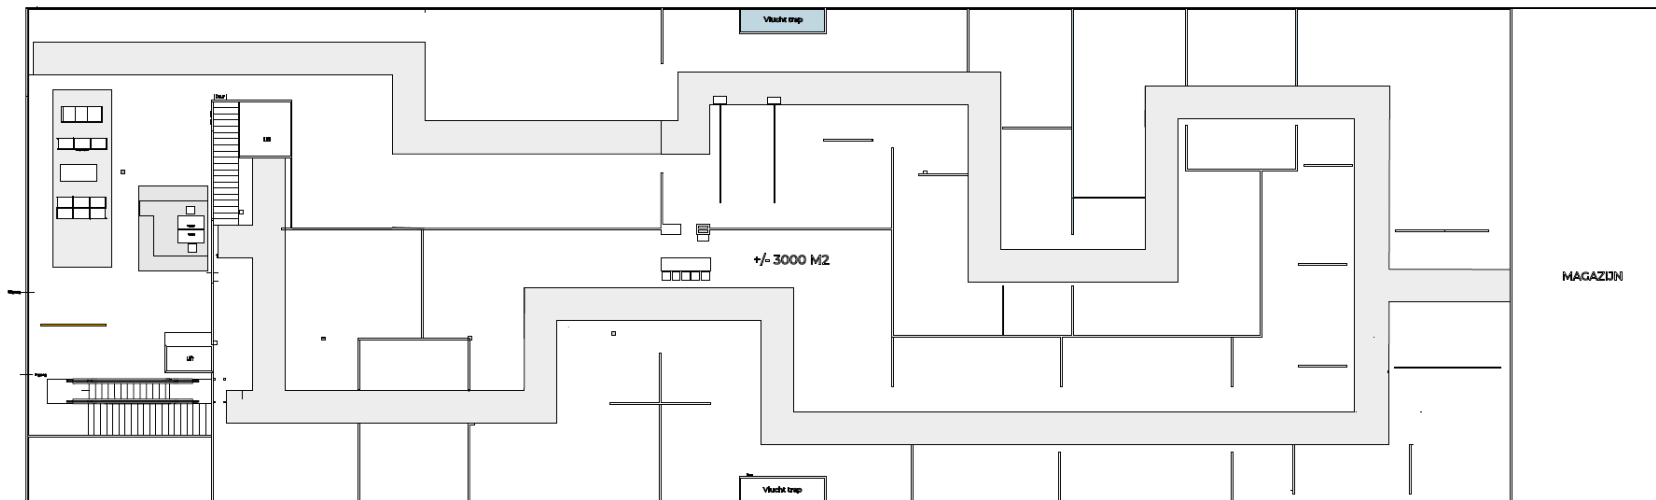 Vlucht trap
Lift
+/- 3000 M2
MAGAZIJN
LIFT
Vlucht trap